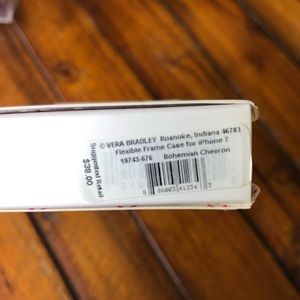 © VERA BRADLEY Roanoke, Indiana 46783
Flexible Frame Case for iPhone 7
19743-676 Bohemian Chevron
Suggested Retail
$38.00